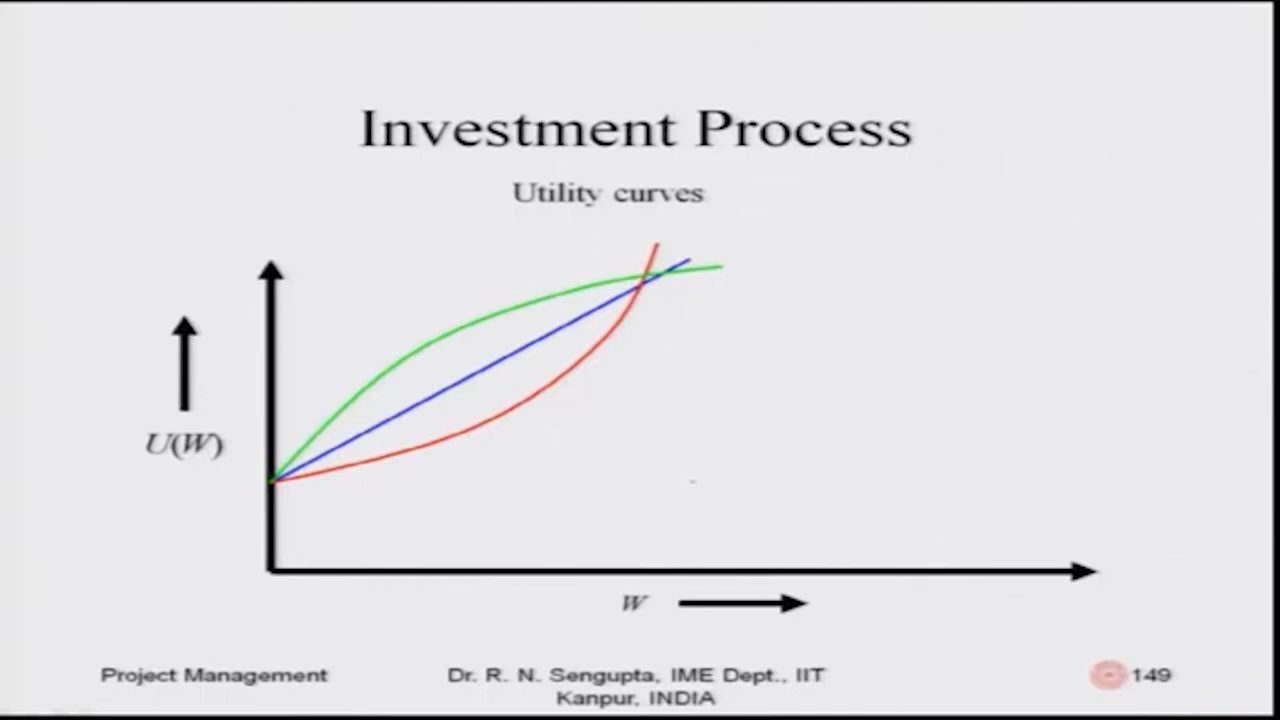 Investment Process
Utility curves
U(W)
W
Project Management
Dr. R. N. Sengupta, IME Dept., IIT
Kanpur, INDIA
149